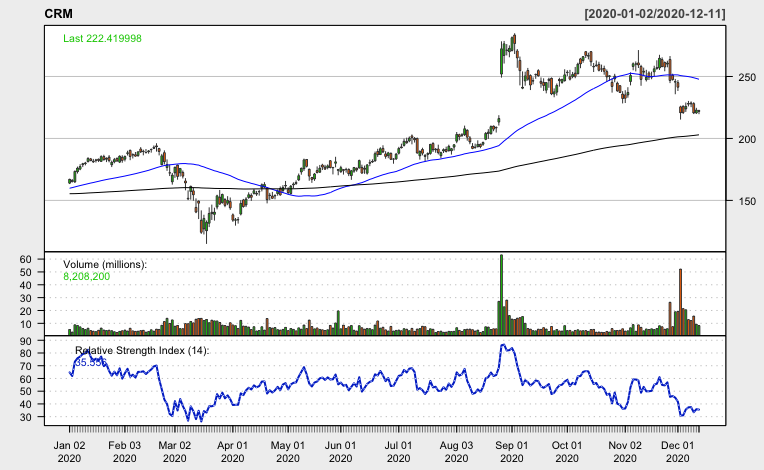 CRM [2020-01-02/2020-12-11]
Last 222.419998
250
200
150
Volume (millions):
8,208,200
60
50
40
30
20
10
Relative Strength Index (14):
90
80
70
60
50
40
30
Jan 02 Feb 03 Mar 02 Apr 01 May 01 Jun 01 Jul 01 Aug 03 Sep 01 Oct 01 Nov 02 Dec 01
2020 2020 2020 2020 2020 2020 2020 2020 2020 2020 2020 2020